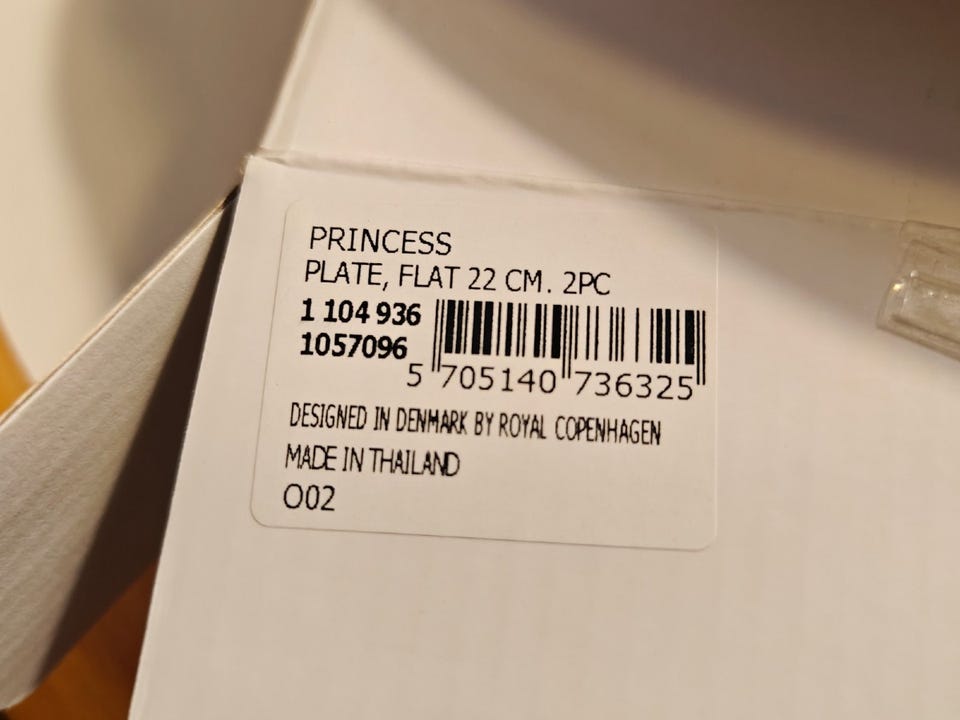 PRINCESS
PLATE, FLAT 22 CM. 2PC
1 104 936
1057096
5 705140 736325
DESIGNED IN DENMARK BY ROYAL COPENHAGEN
MADE IN THAILAND
O02